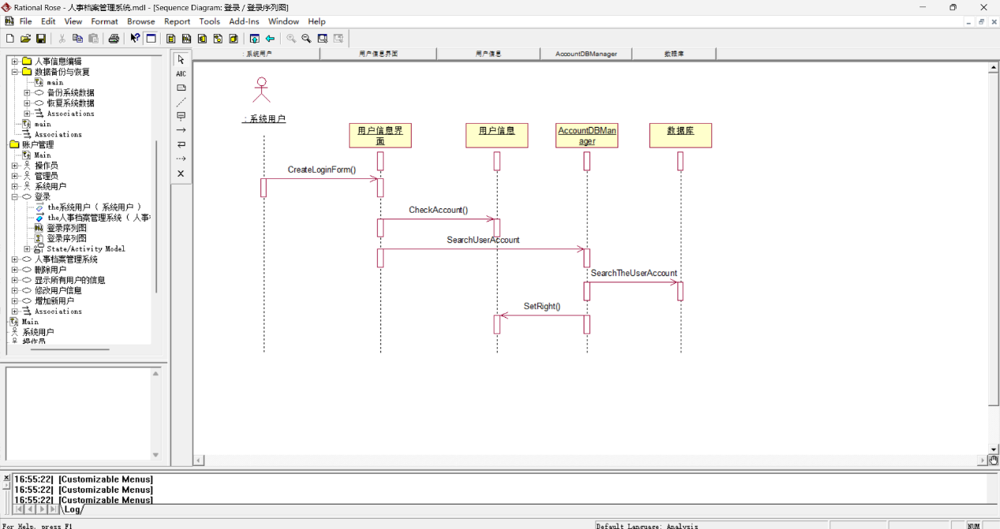 Rational Rose - 人事档案管理系统.mdl - [Sequence Diagram: 登录 / 登录序列图]
File Edit View Format Browse Report Tools Add-Ins Window Help
: 系统用户 用户信息界面 用户信息 AccountDBManager 数据库
人事信息编辑
数据备份与恢复
main
备份系统数据
恢复系统数据
Associations
main
Associations
账户管理
Main
操作员
管理员
系统用户
登录
the系统用户 ( 系统用户 )
the人事档案管理系统 ( 人事
登录序列图
登录序列图
State/Activity Model
人事档案管理系统
删除用户
显示所有用户的信息
修改用户信息
增加新用户
Associations
Main
系统用户
操作员
ABC
: 系统用户
用户信息界
面
用户信息
AccountDBMan
ager
数据库
CreateLoginForm()
CheckAccount()
SearchUserAccount
SearchTheUserAccount
SetRight()
16:55:22| [Customizable Menus]
16:55:22| [Customizable Menus]
16:55:22| [Customizable Menus]
Log
For Help, press F1
Default Language: Analysis
NUM